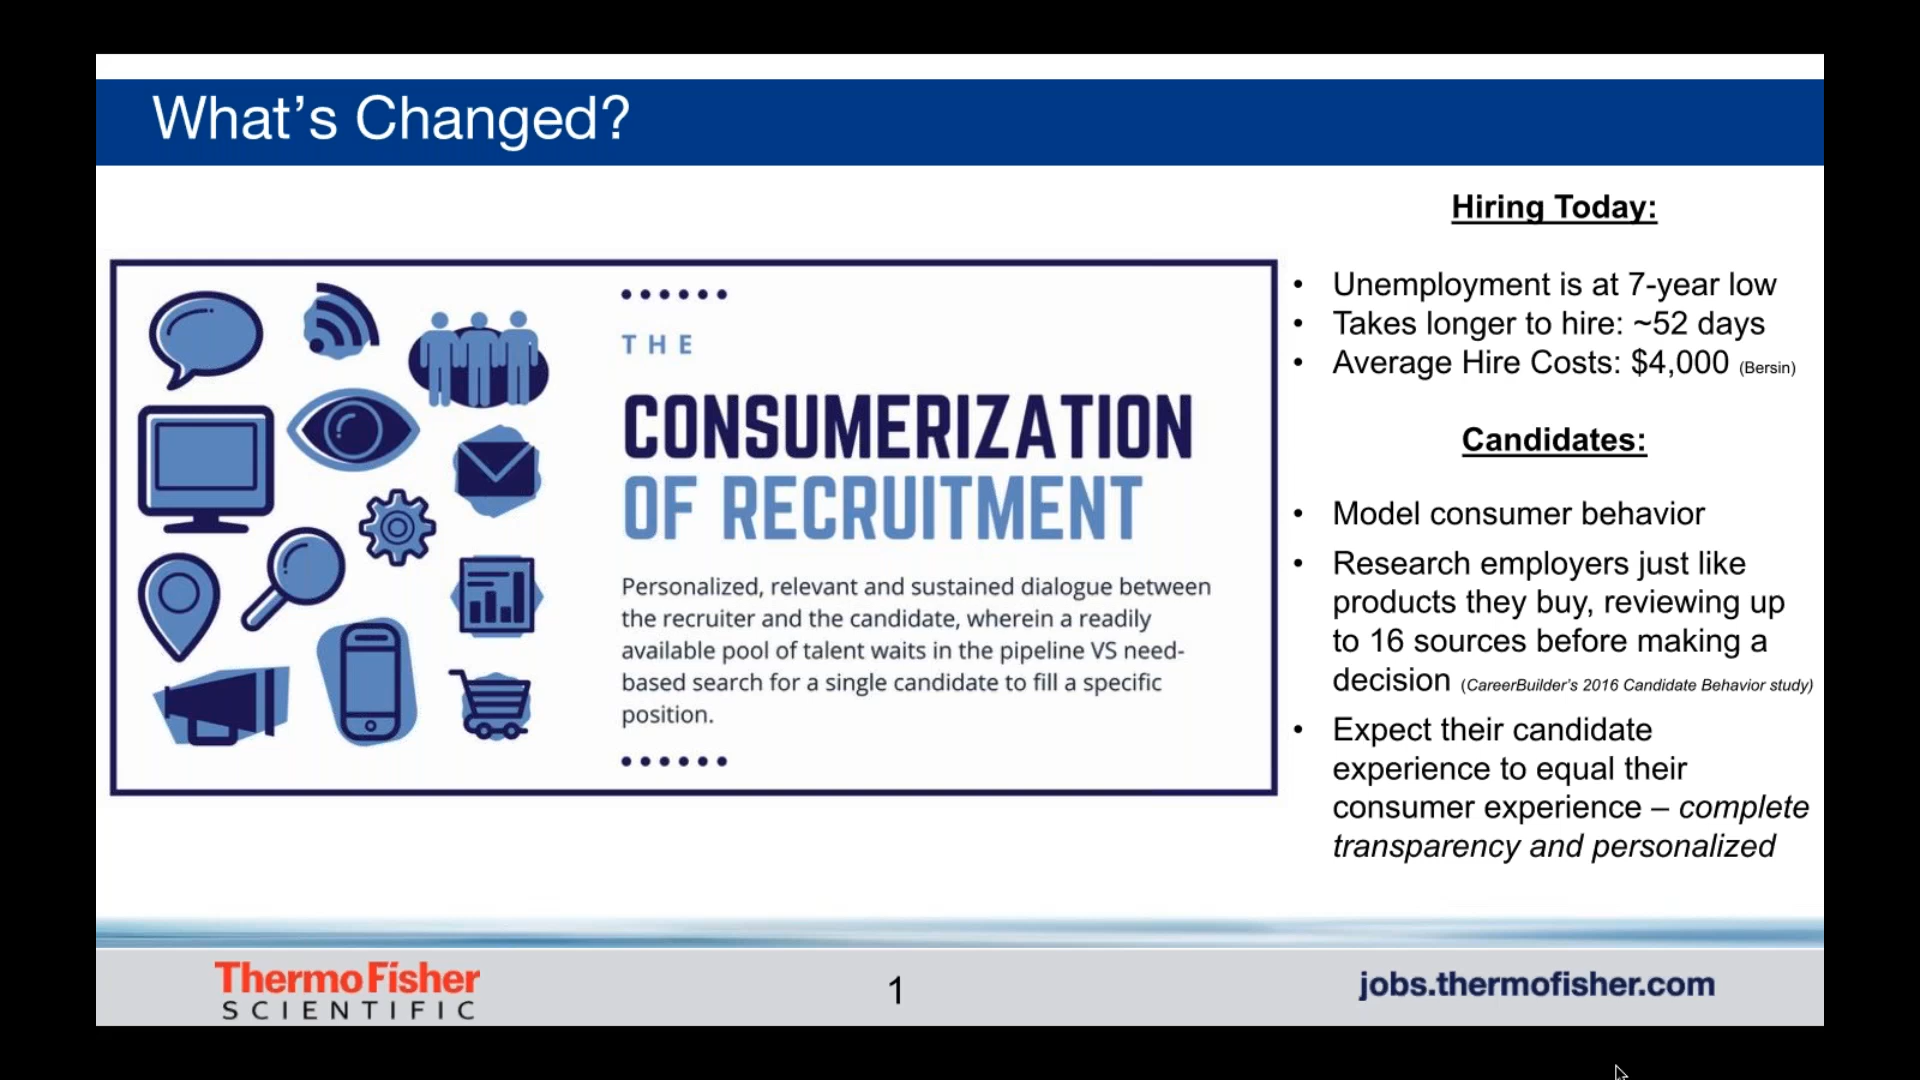 What's Changed?
THE
CONSUMERIZATION
OF RECRUITMENT
Personalized, relevant and sustained dialogue between
the recruiter and the candidate, wherein a readily
available pool of talent waits in the pipeline VS need-
based search for a single candidate to fill a specific
position.
Hiring Today:
• Unemployment is at 7-year low
• Takes longer to hire: ~52 days
• Average Hire Costs: $4,000 (Bersin)
Candidates:
• Model consumer behavior
• Research employers just like
products they buy, reviewing up
to 16 sources before making a
decision (CareerBuilder's 2016 Candidate Behavior study)
• Expect their candidate
experience to equal their
consumer experience – complete
transparency and personalized
ThermoFisher
SCIENTIFIC
1
jobs.thermofisher.com